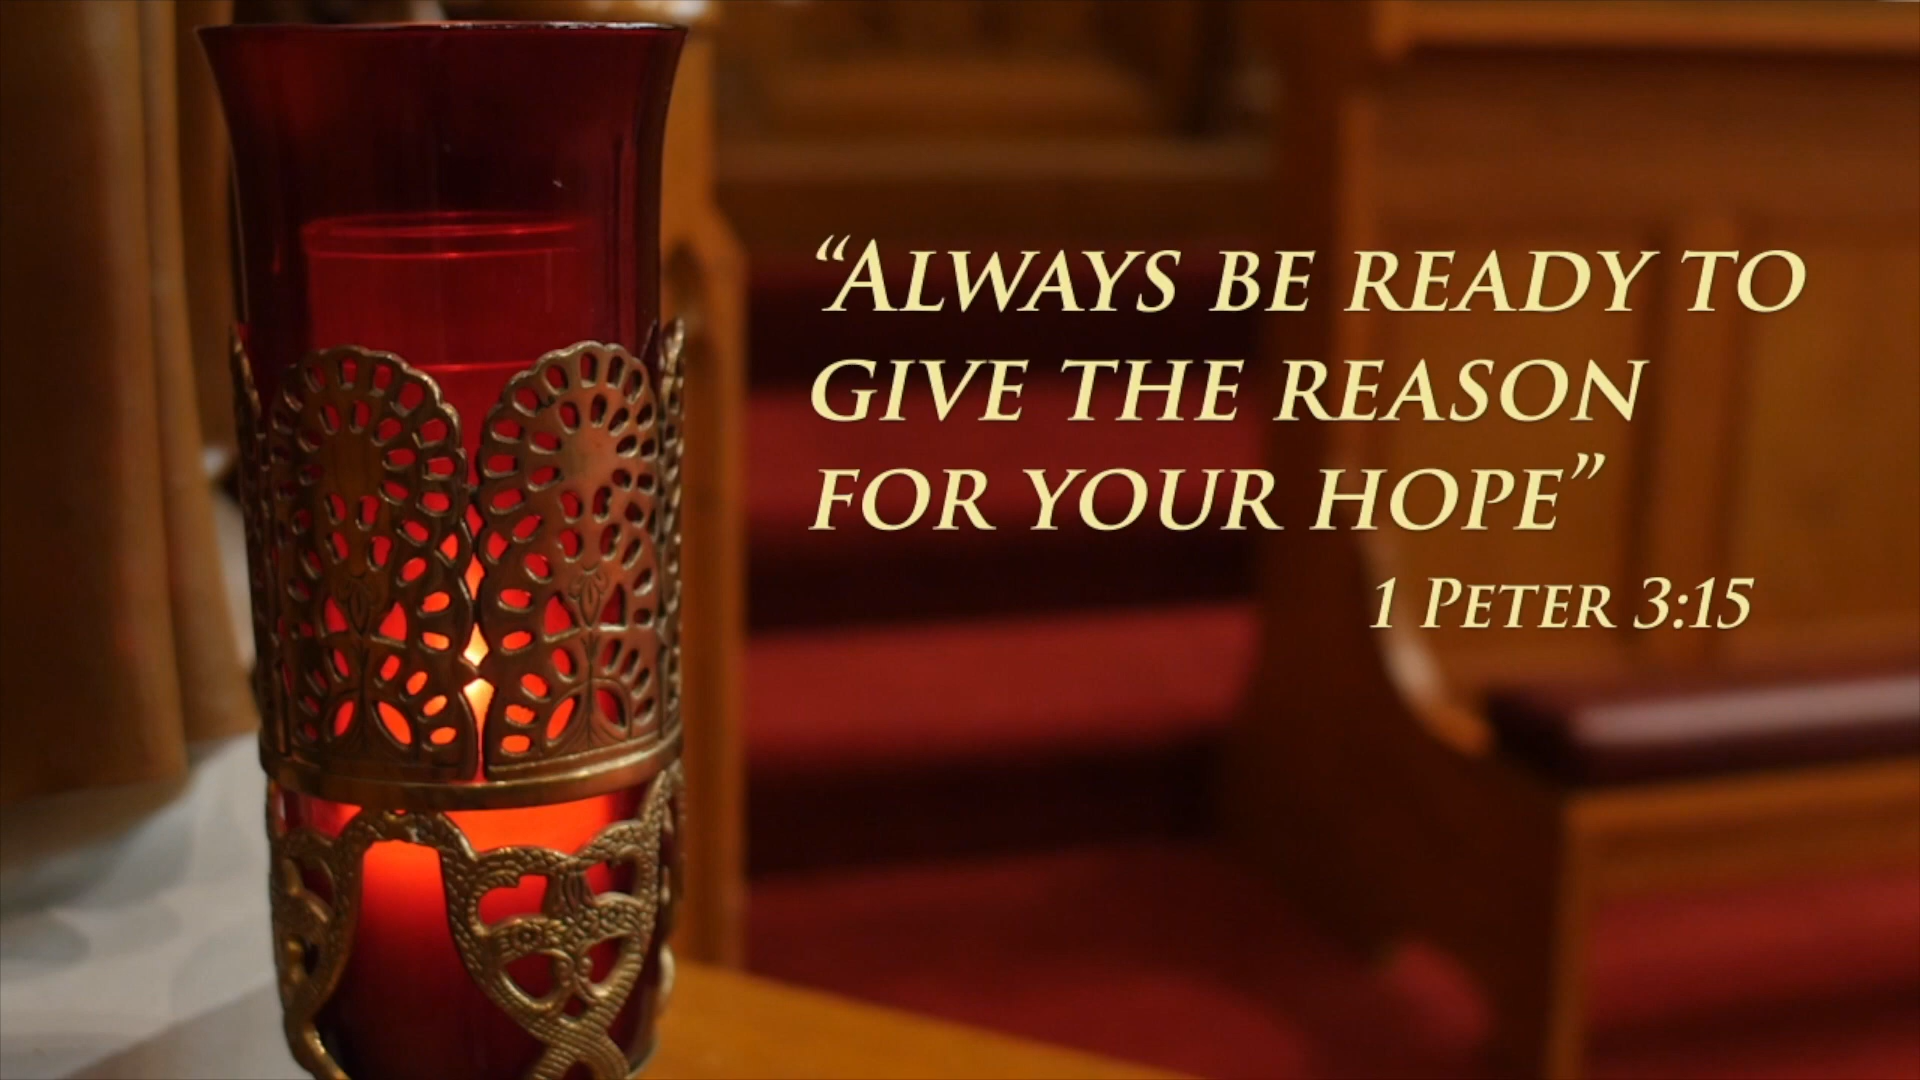 “ALWAYS BE READY TO
GIVE THE REASON
FOR YOUR HOPE”
1 PETER 3:15